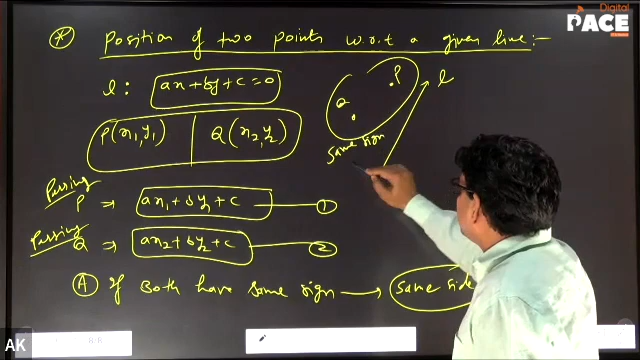 Digital
PACE
* Position of two points w.r.t a given line:-
l: ax+by+c=0
P(x1,y1) | Q(x2,y2)
P
Q
l
same sign
Passing P ⇒ ax1+by1+c — 1
Passing Q ⇒ ax2+by2+c — 2
A If Both have same sign → same side
AK